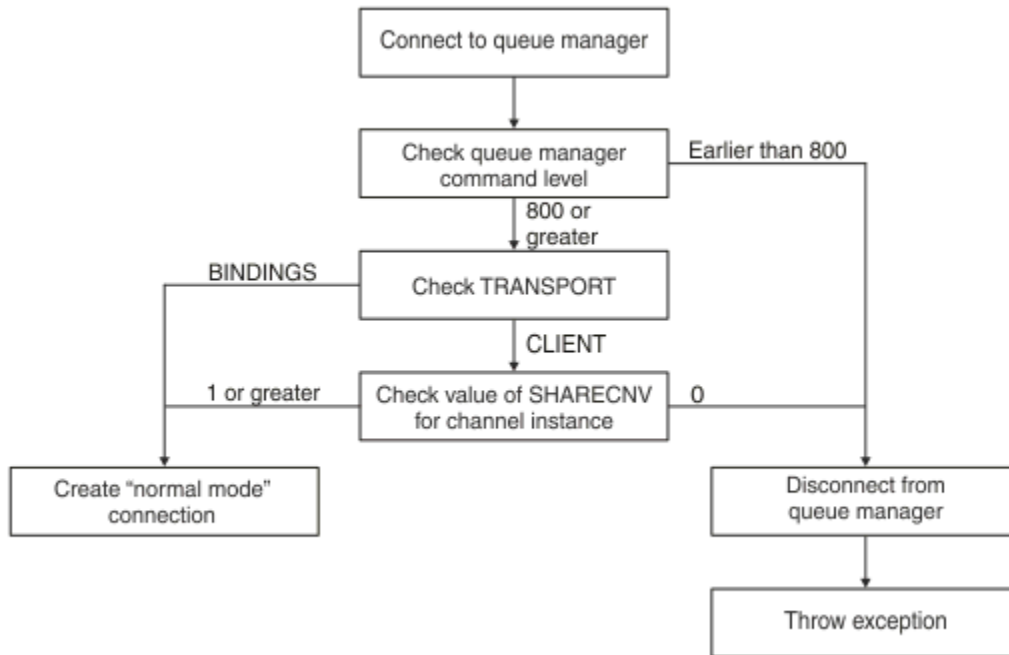 Connect to queue manager
Check queue manager
command level
Earlier than 800
800 or
greater
BINDINGS
Check TRANSPORT
CLIENT
1 or greater
Check value of SHARECNV
for channel instance
0
Create “normal mode”
connection
Disconnect from
queue manager
Throw exception